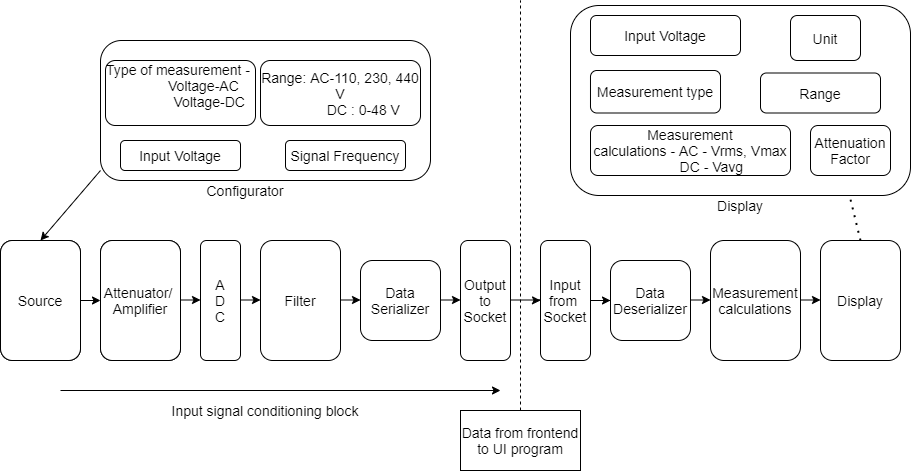 Type of measurement -
Voltage-AC
Voltage-DC
Range: AC-110, 230, 440
V
DC : 0-48 V
Input Voltage
Signal Frequency
Configurator
Input Voltage
Unit
Measurement type
Range
Measurement
calculations - AC - Vrms, Vmax
DC - Vavg
Attenuation
Factor
Display
Source
Attenuator/
Amplifier
A
D
C
Filter
Data
Serializer
Output
to
Socket
Input
from
Socket
Data
Deserializer
Measurement
calculations
Display
Input signal conditioning block
Data from frontend
to UI program